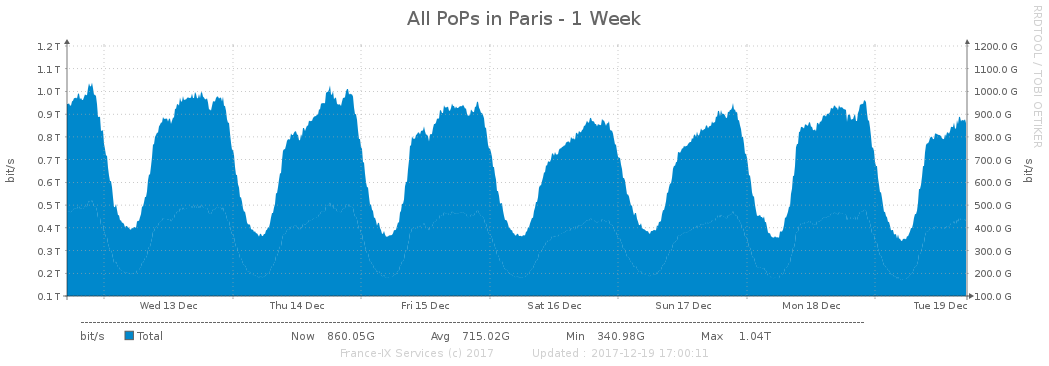 All PoPs in Paris - 1 Week
RRDTOOL / TOBI OETIKER
bit/s
bit/s
1.2 T 1200.0 G
1.1 T 1100.0 G
1.0 T 1000.0 G
0.9 T 900.0 G
0.8 T 800.0 G
0.7 T 700.0 G
0.6 T 600.0 G
0.5 T 500.0 G
0.4 T 400.0 G
0.3 T 300.0 G
0.2 T 200.0 G
0.1 T 100.0 G
Wed 13 Dec Thu 14 Dec Fri 15 Dec Sat 16 Dec Sun 17 Dec Mon 18 Dec Tue 19 Dec
bit/s Total Now 860.05G Avg 715.02G Min 340.98G Max 1.04T
France-IX Services (c) 2017 Updated : 2017-12-19 17:00:11